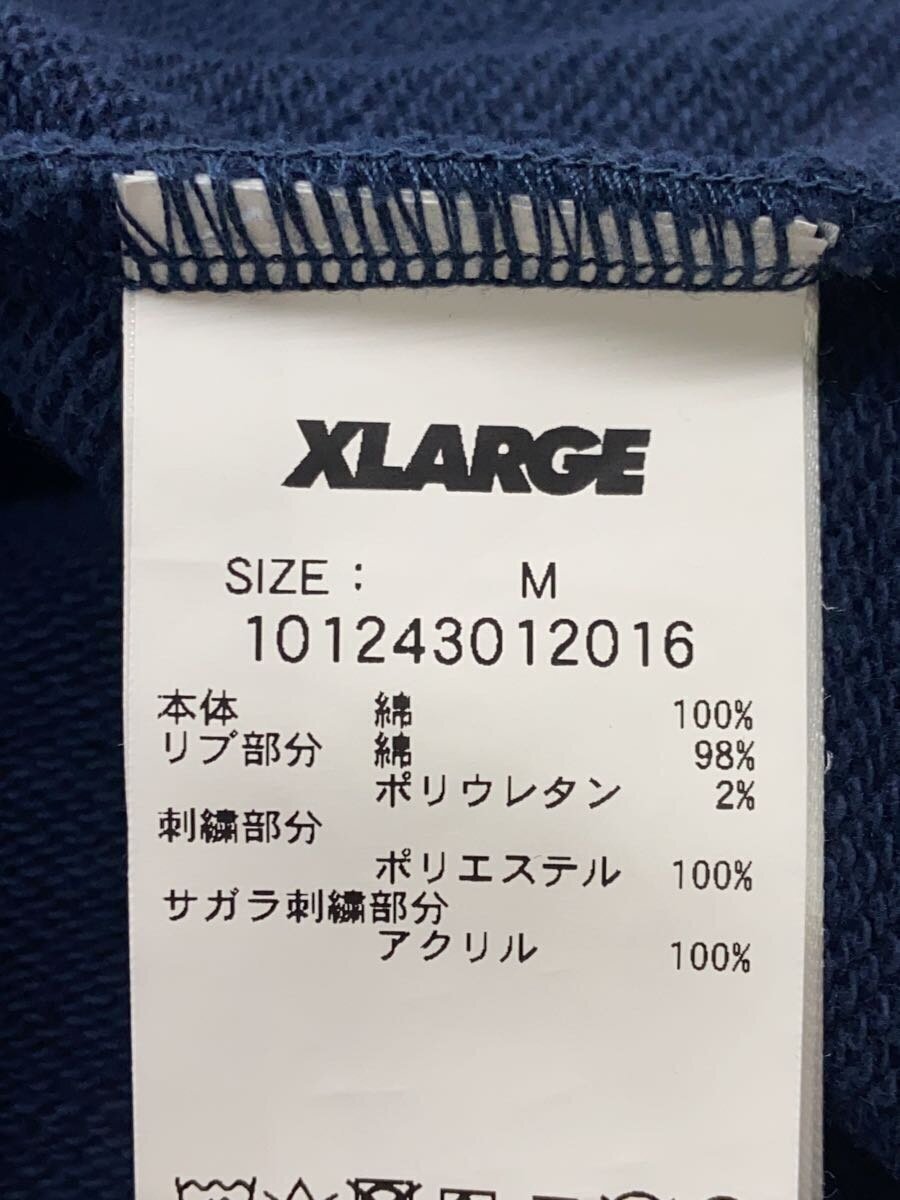 XLARGE
SIZE : M
101243012016
本体 綿 100%
リブ部分 綿 98%
ポリウレタン 2%
刺繍部分
ポリエステル 100%
サガラ刺繍部分
アクリル 100%